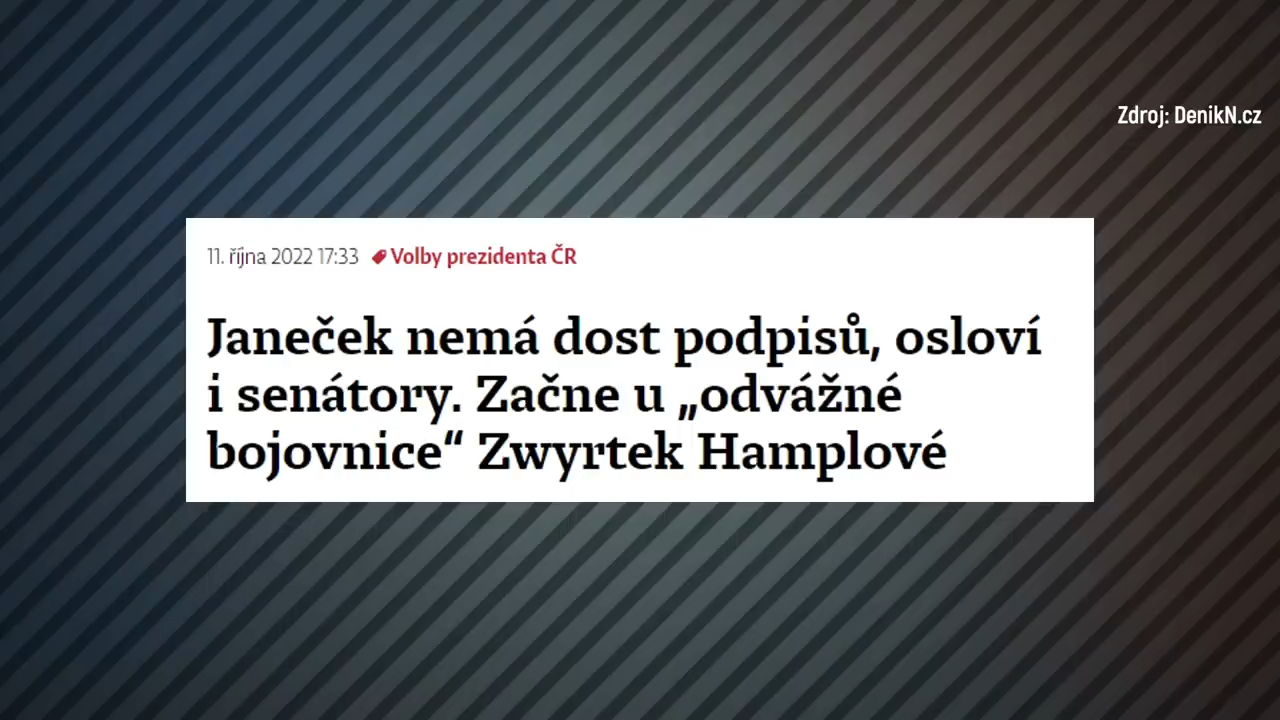 Zdroj: DenikN.cz
11. října 2022 17:33 Volby prezidenta ČR
Janeček nemá dost podpisů, osloví
i senátory. Začne u „odvážné
bojovnice“ Zwyrtek Hamplové